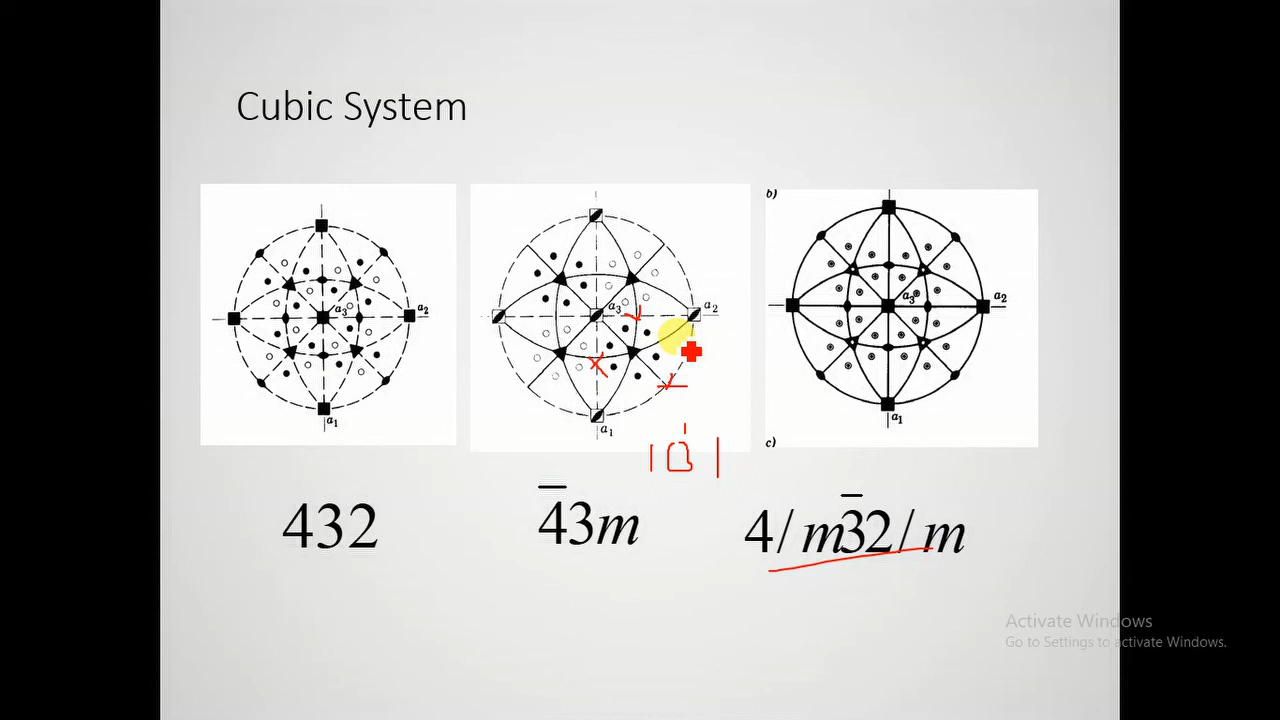 Cubic System
a3
a2
a1
a3
a2
a1
b)
a3
a2
a1
c)
101
432
4̅3m
4/m3̅2/m
Activate Windows
Go to Settings to activate Windows.